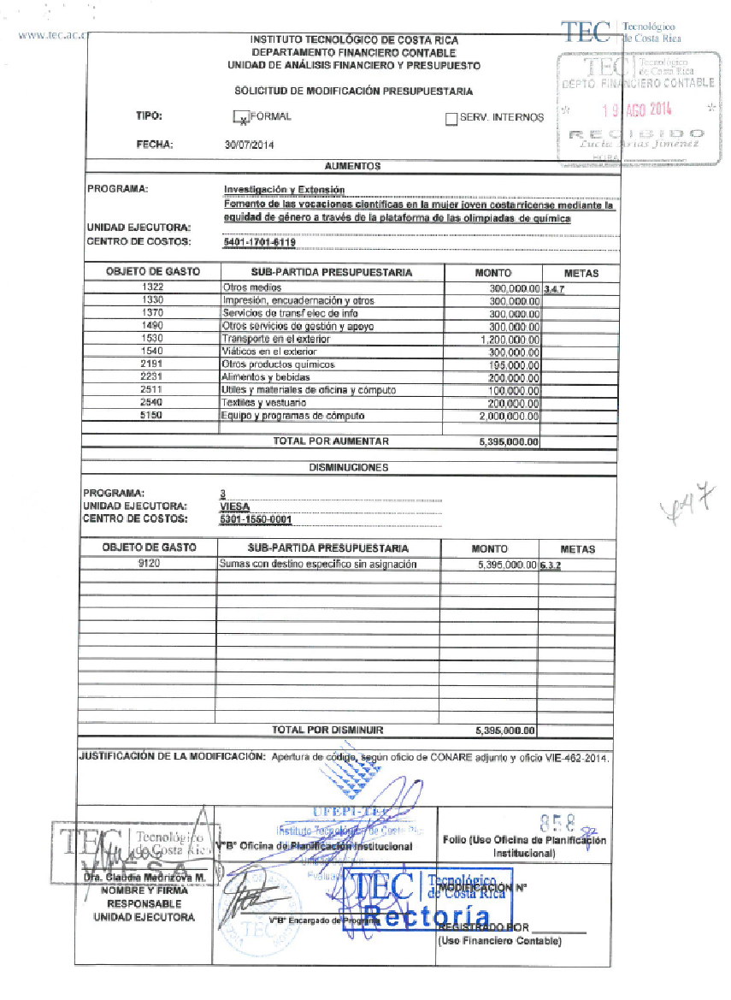 www.tec.ac.c
TEC Tecnológico
de Costa Rica
INSTITUTO TECNOLÓGICO DE COSTA RICA
DEPARTAMENTO FINANCIERO CONTABLE
UNIDAD DE ANÁLISIS FINANCIERO Y PRESUPUESTO
SOLICITUD DE MODIFICACIÓN PRESUPUESTARIA
TEC Tecnológico
de Costa Rica
DEPTO FINANCIERO CONTABLE
19 AGO 2014
RECIBIDO
Lucía Arias Jiménez
HORA
TIPO: x FORMAL SERV. INTERNOS
FECHA: 30/07/2014
AUMENTOS
PROGRAMA: Investigación y Extensión
Fomento de las vocaciones científicas en la mujer joven costarricense mediante la
equidad de género a través de la plataforma de las olimpíadas de química
UNIDAD EJECUTORA:
CENTRO DE COSTOS: 5401-1701-6119
OBJETO DE GASTO SUB-PARTIDA PRESUPUESTARIA MONTO METAS
1322 Otros medios 300,000.00 3.4.7
1330 Impresión, encuadernación y otros 300,000.00
1370 Servicios de transf elec de info 300,000.00
1490 Otros servicios de gestión y apoyo 300,000.00
1530 Transporte en el exterior 1,200,000.00
1540 Viáticos en el exterior 300,000.00
2191 Otros productos químicos 195,000.00
2231 Alimentos y bebidas 200,000.00
2511 Utiles y materiales de oficina y cómputo 100,000.00
2540 Textiles y vestuario 200,000.00
5150 Equipo y programas de cómputo 2,000,000.00
TOTAL POR AUMENTAR 5,395,000.00
DISMINUCIONES
PROGRAMA: 3
UNIDAD EJECUTORA: VIESA
CENTRO DE COSTOS: 5301-1550-0001
OBJETO DE GASTO SUB-PARTIDA PRESUPUESTARIA MONTO METAS
9120 Sumas con destino especifico sin asignación 5,395,000.00 6.3.2
TOTAL POR DISMINUIR 5,395,000.00
JUSTIFICACIÓN DE LA MODIFICACIÓN: Apertura de código, según oficio de CONARE adjunto y oficio VIE-462-2014.
UFEPI-TEC
Instituto Tecnológico de Costa Rica
V°B° Oficina de Planificación Institucional
858
Folio (Uso Oficina de Planificación
Institucional)
TEC Tecnológico
de Costa Rica
VIESA
Dra. Claudia Madrizova M.
NOMBRE Y FIRMA
RESPONSABLE
UNIDAD EJECUTORA
TEC
V°B° Encargado de Programa
TEC Tecnológico
de Costa Rica
Rectoría
MODIFICACIÓN N°
REGISTRADO POR
(Uso Financiero Contable)